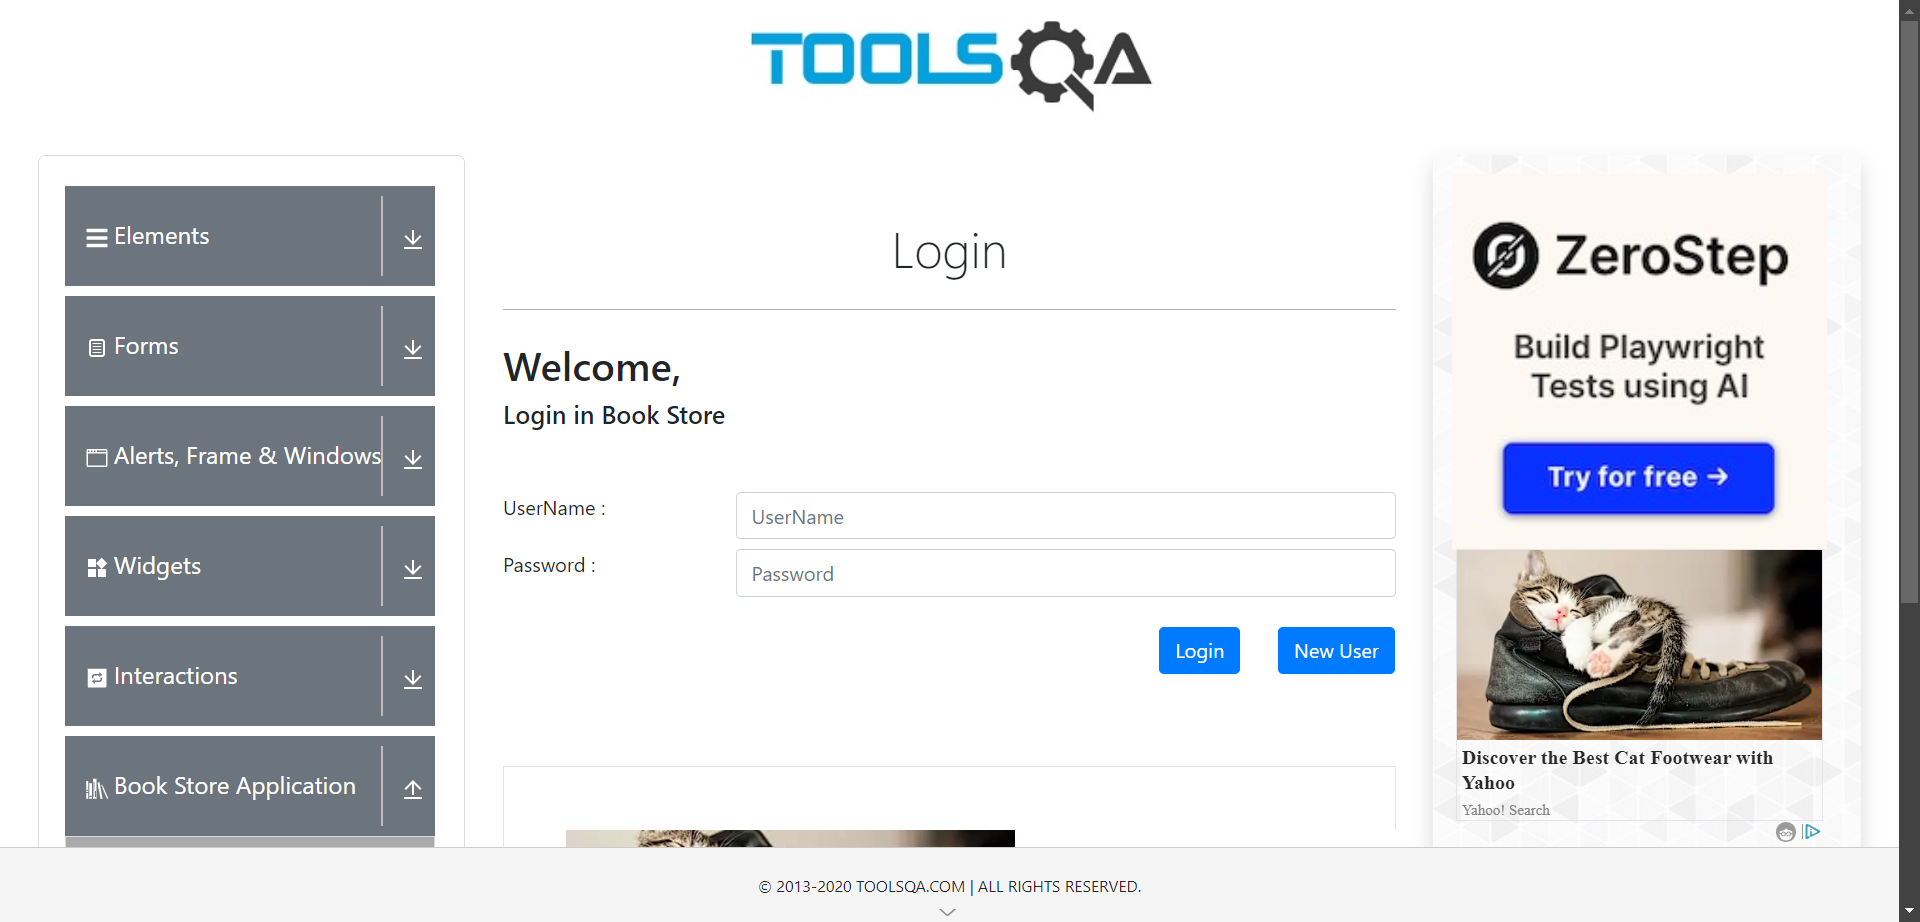 TOOLSQA
Elements
Forms
Alerts, Frame & Windows
Widgets
Interactions
Book Store Application
Login
Welcome,
Login in Book Store
UserName :
UserName
Password :
Password
Login
New User
ZeroStep
Build Playwright
Tests using AI
Try for free →
Discover the Best Cat Footwear with
Yahoo
Yahoo! Search
© 2013-2020 TOOLSQA.COM | ALL RIGHTS RESERVED.